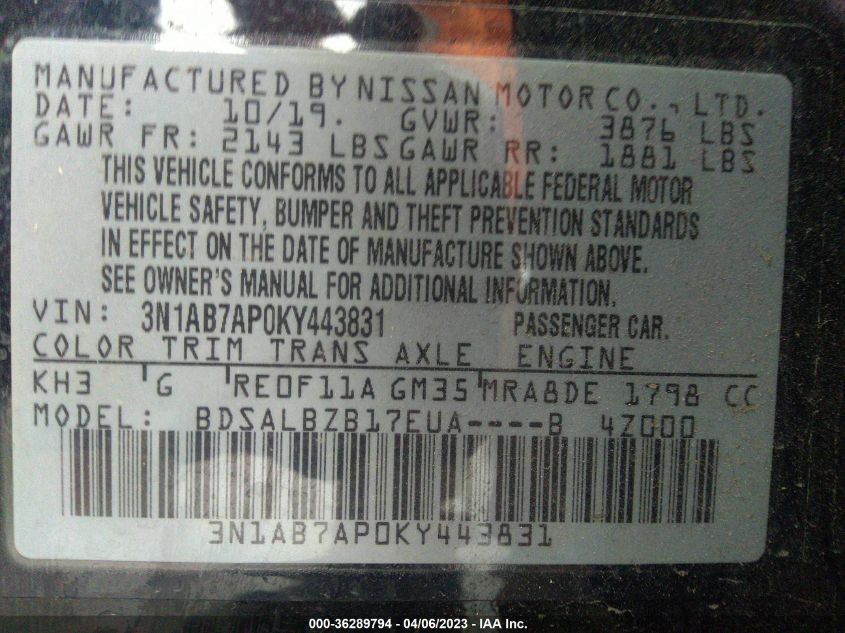 MANUFACTURED BY NISSAN MOTOR CO., LTD.
DATE: 10/19. GVWR: 3876 LBS
GAWR FR: 2143 LBS GAWR RR: 1881 LBS
THIS VEHICLE CONFORMS TO ALL APPLICABLE FEDERAL MOTOR
VEHICLE SAFETY, BUMPER AND THEFT PREVENTION STANDARDS
IN EFFECT ON THE DATE OF MANUFACTURE SHOWN ABOVE.
SEE OWNER'S MANUAL FOR ADDITIONAL INFORMATION.
VIN: 3N1AB7AP0KY443831 PASSENGER CAR.
COLOR TRIM TRANS AXLE ENGINE
KH3 G RE0F11A GM35 MRA8DE 1798 CC
MODEL: BDSALBZB17EUA----B 4Z000
3N1AB7AP0KY443831
000-36289794 - 04/06/2023 - IAA Inc.